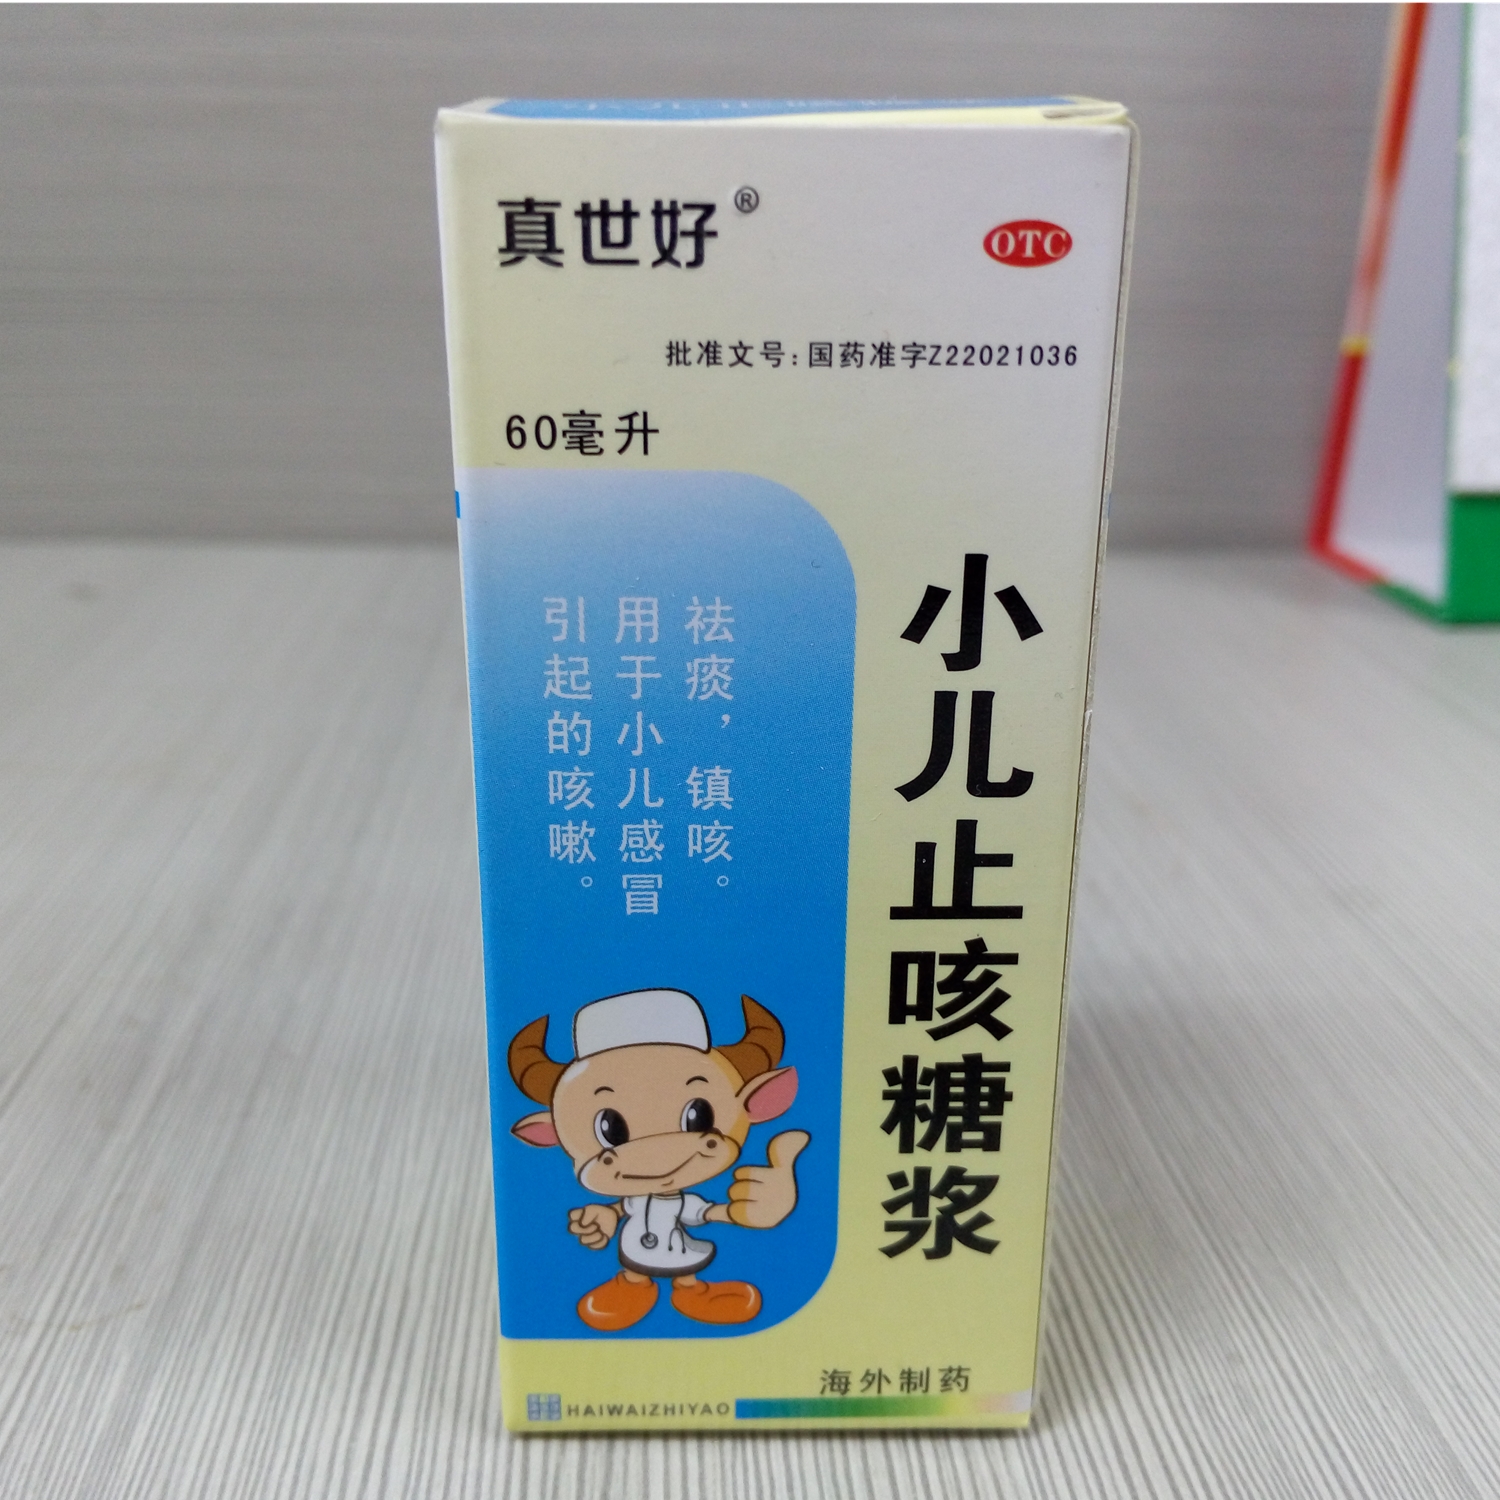 真世好®
OTC
批准文号:国药准字Z22021036
60毫升
小儿止咳糖浆
祛痰，镇咳。
用于小儿感冒
引起的咳嗽。
海外制药
HAIWAIZHIYAO